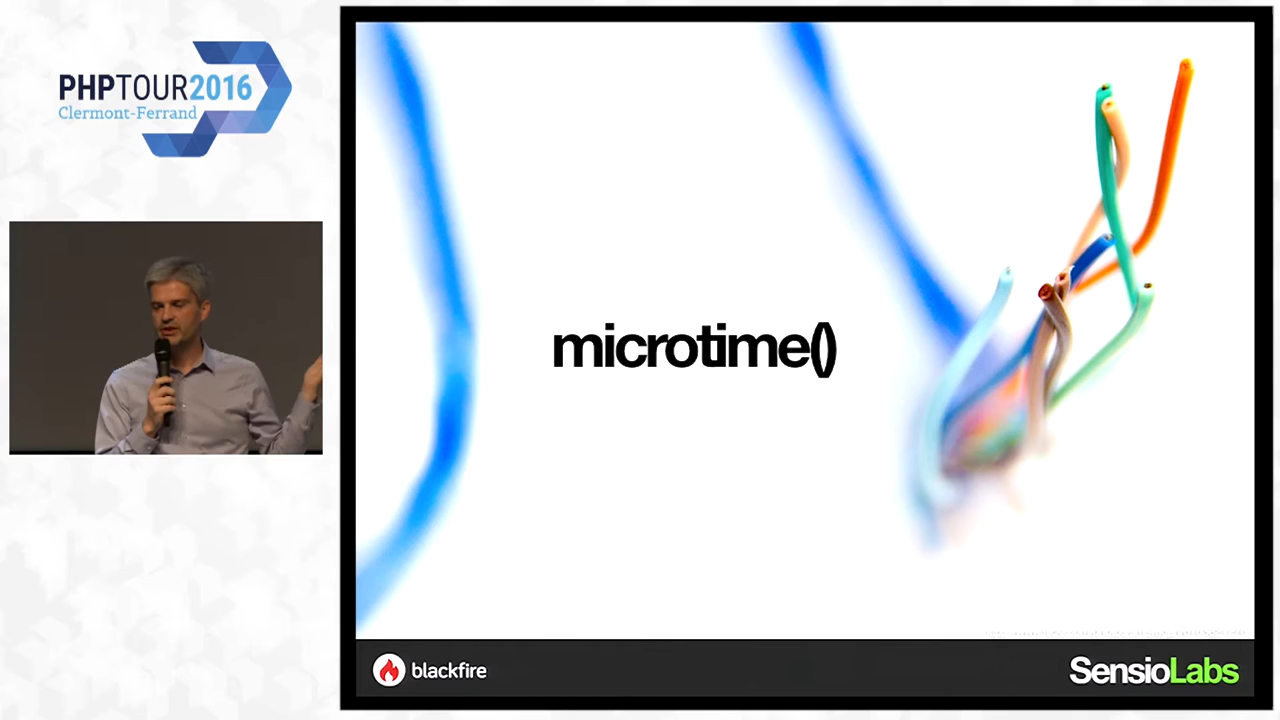 PHPTOUR2016
Clermont-Ferrand
microtime()
blackfire
SensioLabs